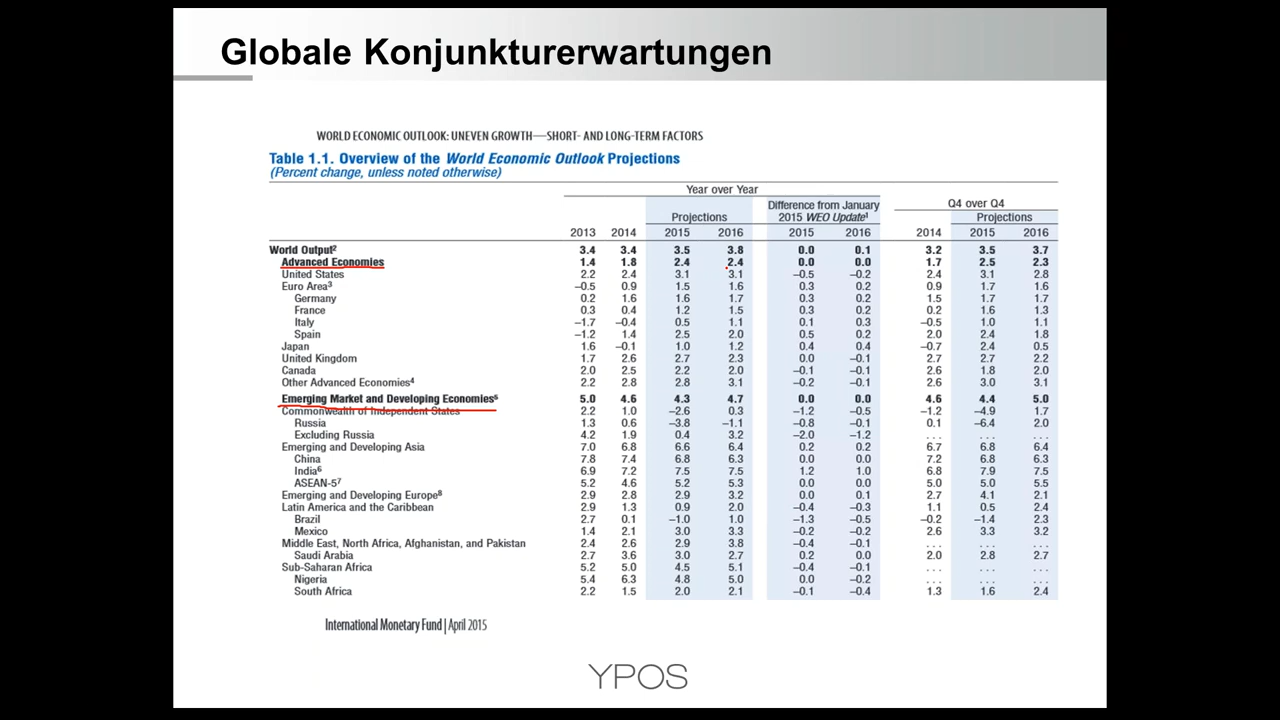 Globale Konjunkturerwartungen
WORLD ECONOMIC OUTLOOK: UNEVEN GROWTH—SHORT- AND LONG-TERM FACTORS
Table 1.1. Overview of the World Economic Outlook Projections
(Percent change, unless noted otherwise)
Year over Year
Difference from January
2015 WEO Update¹
Q4 over Q4
Projections Projections
2013 2014 2015 2016 2015 2016 2014 2015 2016
World Output² 3.4 3.4 3.5 3.8 0.0 0.1 3.2 3.5 3.7
Advanced Economies 1.4 1.8 2.4 2.4 0.0 0.0 1.7 2.5 2.3
United States 2.2 2.4 3.1 3.1 –0.5 –0.2 2.4 3.1 2.8
Euro Area³ –0.5 0.9 1.5 1.6 0.3 0.2 0.9 1.7 1.6
Germany 0.2 1.6 1.6 1.7 0.3 0.2 1.5 1.7 1.7
France 0.3 0.4 1.2 1.5 0.3 0.2 0.2 1.6 1.3
Italy –1.7 –0.4 0.5 1.1 0.1 0.3 –0.5 1.0 1.1
Spain –1.2 1.4 2.5 2.0 0.5 0.2 2.0 2.4 1.8
Japan 1.6 –0.1 1.0 1.2 0.4 0.4 –0.7 2.4 0.5
United Kingdom 1.7 2.6 2.7 2.3 0.0 –0.1 2.7 2.7 2.2
Canada 2.0 2.5 2.2 2.0 –0.1 –0.1 2.6 1.8 2.0
Other Advanced Economies⁴ 2.2 2.8 2.8 3.1 –0.2 –0.1 2.6 3.0 3.1
Emerging Market and Developing Economies⁵ 5.0 4.6 4.3 4.7 0.0 0.0 4.6 4.4 5.0
Commonwealth of Independent States 2.2 1.0 –2.6 0.3 –1.2 –0.5 –1.2 –4.9 1.7
Russia 1.3 0.6 –3.8 –1.1 –0.8 –0.1 0.1 –6.4 2.0
Excluding Russia 4.2 1.9 0.4 3.2 –2.0 –1.2 . . . . . . . . .
Emerging and Developing Asia 7.0 6.8 6.6 6.4 0.2 0.2 6.7 6.8 6.4
China 7.8 7.4 6.8 6.3 0.0 0.0 7.2 6.8 6.3
India⁶ 6.9 7.2 7.5 7.5 1.2 1.0 6.8 7.9 7.5
ASEAN-5⁷ 5.2 4.6 5.2 5.3 0.0 0.0 5.0 5.0 5.5
Emerging and Developing Europe⁸ 2.9 2.8 2.9 3.2 0.0 0.1 2.7 4.1 2.1
Latin America and the Caribbean 2.9 1.3 0.9 2.0 –0.4 –0.3 1.1 0.5 2.4
Brazil 2.7 0.1 –1.0 1.0 –1.3 –0.5 –0.2 –1.4 2.3
Mexico 1.4 2.1 3.0 3.3 –0.2 –0.2 2.6 3.3 3.2
Middle East, North Africa, Afghanistan, and Pakistan 2.4 2.6 2.9 3.8 –0.4 –0.1 . . . . . . . . .
Saudi Arabia 2.7 3.6 3.0 2.7 0.2 0.0 2.0 2.8 2.7
Sub-Saharan Africa 5.2 5.0 4.5 5.1 –0.4 –0.1 . . . . . . . . .
Nigeria 5.4 6.3 4.8 5.0 0.0 –0.2 . . . . . . . . .
South Africa 2.2 1.5 2.0 2.1 –0.1 –0.4 1.3 1.6 2.4
International Monetary Fund | April 2015
YPOS